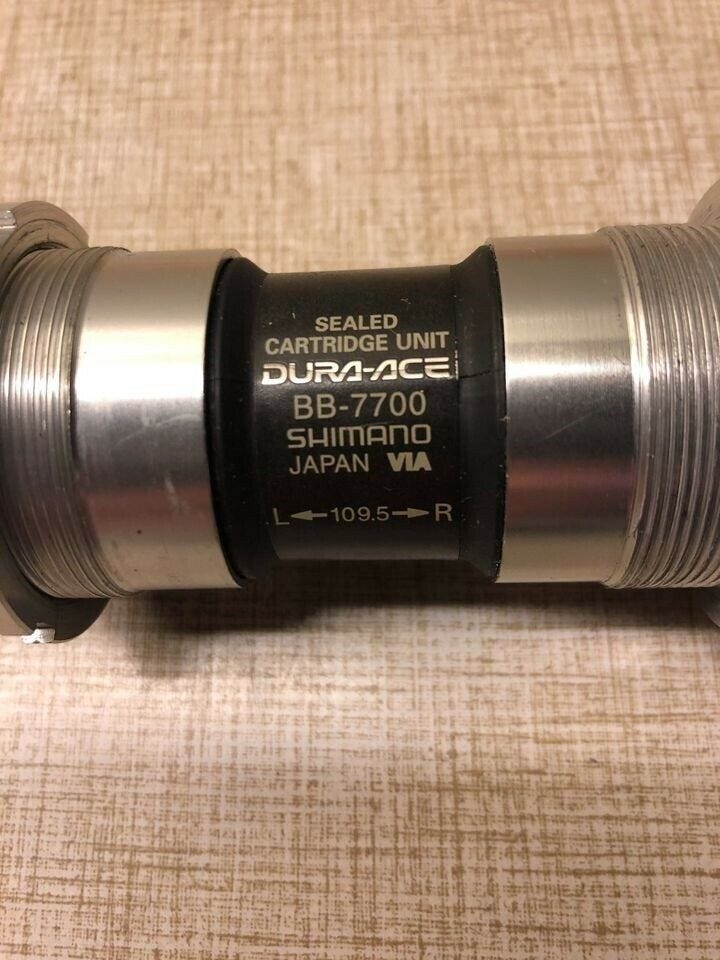 SEALED
CARTRIDGE UNIT
DURA-ACE
BB-7700
SHIMANO
JAPAN VIA
L ← 109.5 → R